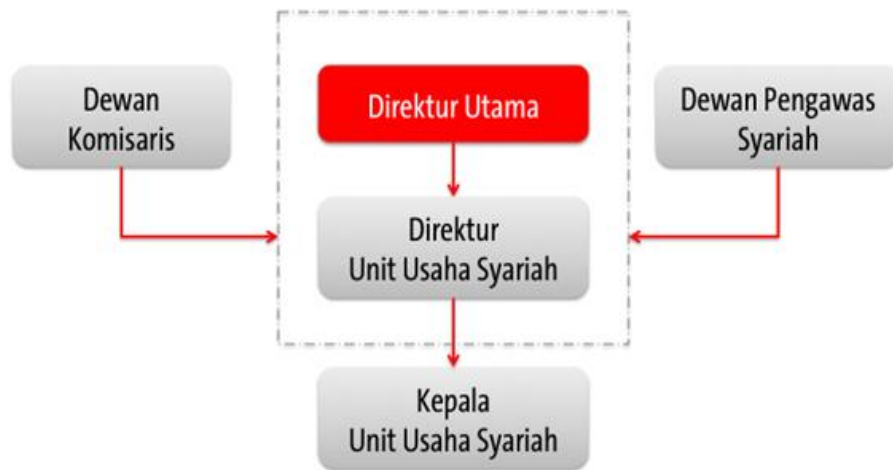 Dewan
Komisaris
Direktur Utama
Dewan Pengawas
Syariah
Direktur
Unit Usaha Syariah
Kepala
Unit Usaha Syariah